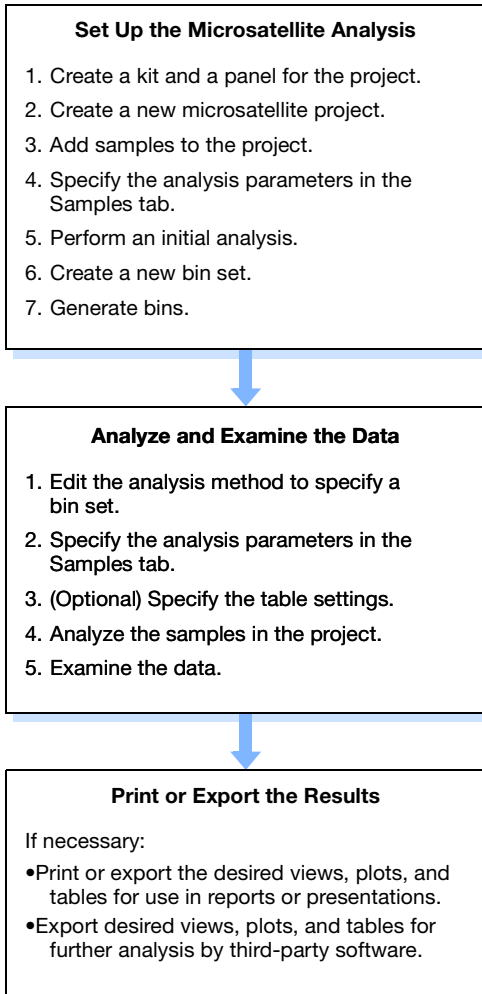 Set Up the Microsatellite Analysis
1. Create a kit and a panel for the project.
2. Create a new microsatellite project.
3. Add samples to the project.
4. Specify the analysis parameters in the
Samples tab.
5. Perform an initial analysis.
6. Create a new bin set.
7. Generate bins.
Analyze and Examine the Data
1. Edit the analysis method to specify a
bin set.
2. Specify the analysis parameters in the
Samples tab.
3. (Optional) Specify the table settings.
4. Analyze the samples in the project.
5. Examine the data.
Print or Export the Results
If necessary:
•Print or export the desired views, plots, and
tables for use in reports or presentations.
•Export desired views, plots, and tables for
further analysis by third-party software.